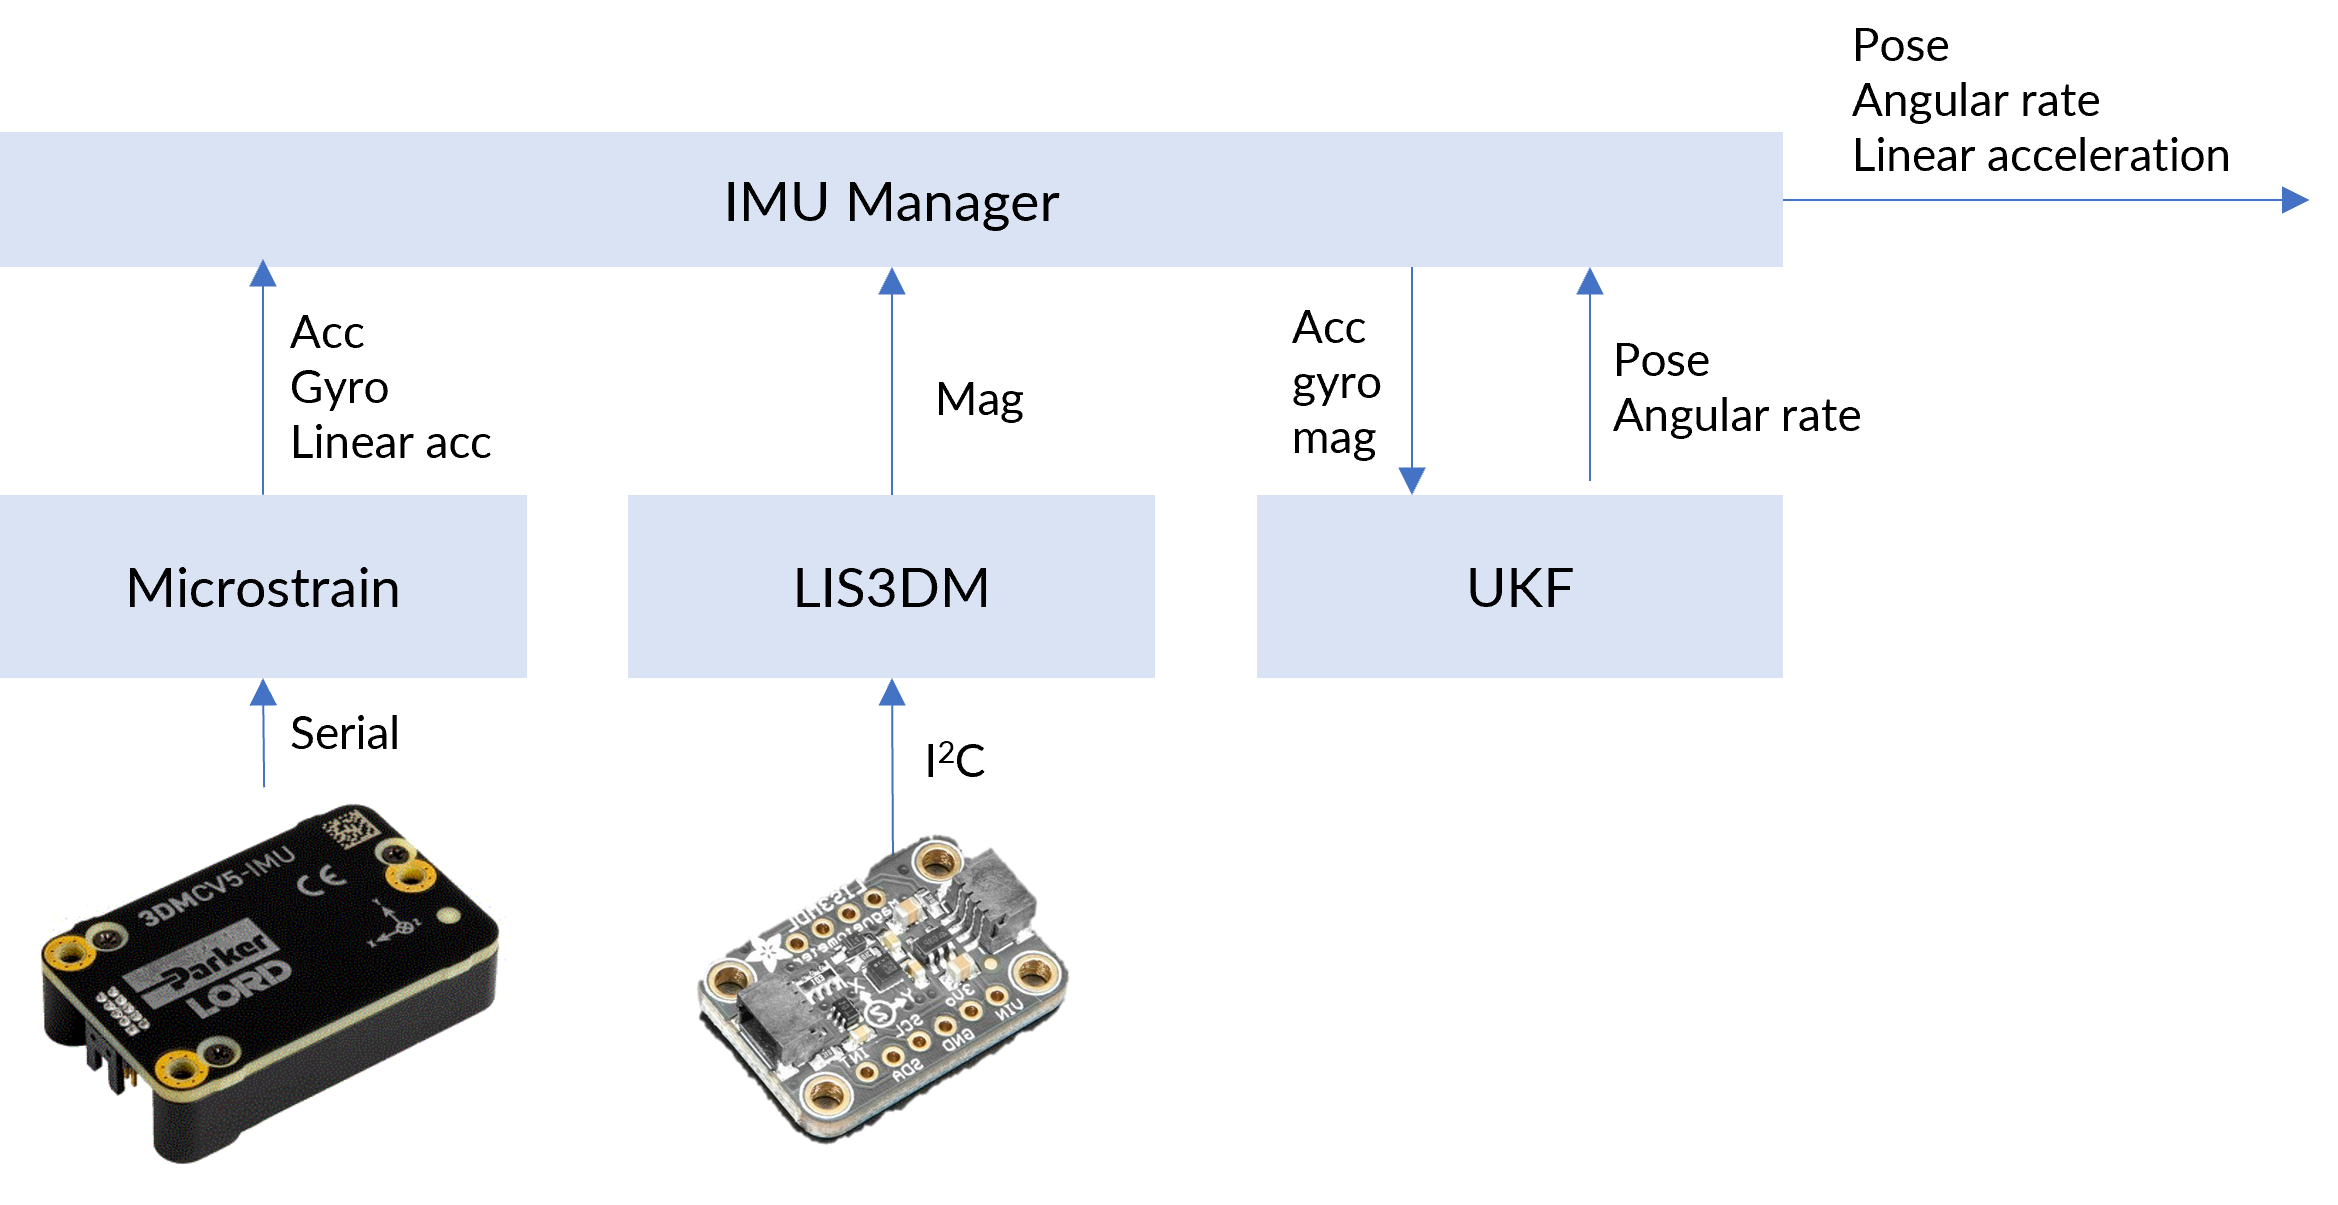 Pose
Angular rate
Linear acceleration
IMU Manager
Acc
Gyro
Linear acc
Mag
Acc
gyro
mag
Pose
Angular rate
Microstrain
LIS3DM
UKF
Serial
I²C
3DMCV5-IMU
CE
Parker
LORD
X
Y
Z
LIS3MDL
Magnetometer
X
Y
Z
3Vo
VIN
GND
SCL
SDA
INT